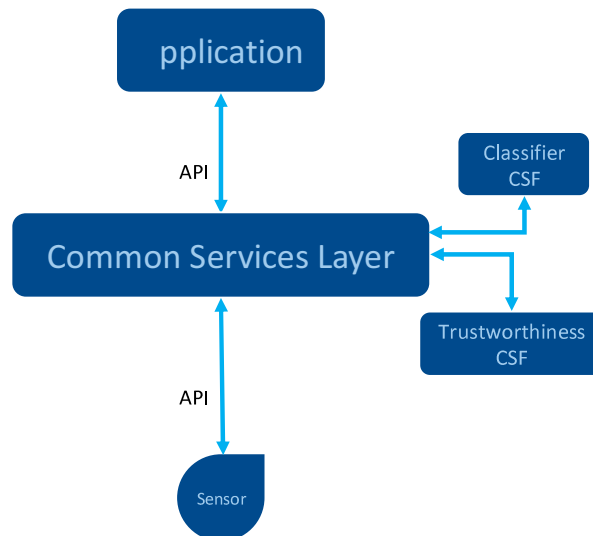 pplication
API
Classifier
CSF
Common Services Layer
Trustworthiness
CSF
API
Sensor